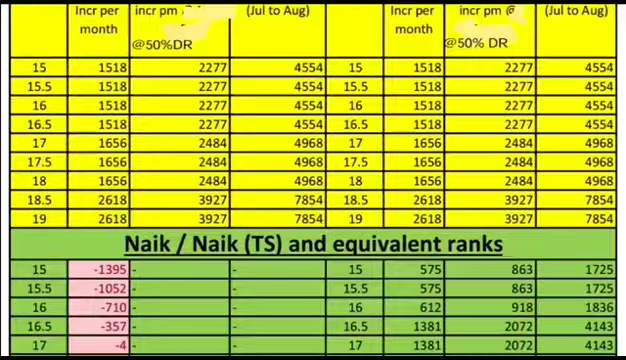 Incr per incr pm @ (Jul to Aug) Incr per incr pm @ (Jul to Aug)
month month
@50%DR @50% DR
15 1518 2277 4554 15 1518 2277 4554
15.5 1518 2277 4554 15.5 1518 2277 4554
16 1518 2277 4554 16 1518 2277 4554
16.5 1518 2277 4554 16.5 1518 2277 4554
17 1656 2484 4968 17 1656 2484 4968
17.5 1656 2484 4968 17.5 1656 2484 4968
18 1656 2484 4968 18 1656 2484 4968
18.5 2618 3927 7854 18.5 2618 3927 7854
19 2618 3927 7854 19 2618 3927 7854
Naik / Naik (TS) and equivalent ranks
15 -1395 - - 15 575 863 1725
15.5 -1052 - - 15.5 575 863 1725
16 -710 - - 16 612 918 1836
16.5 -357 - - 16.5 1381 2072 4143
17 -4 - - 17 1381 2072 4143